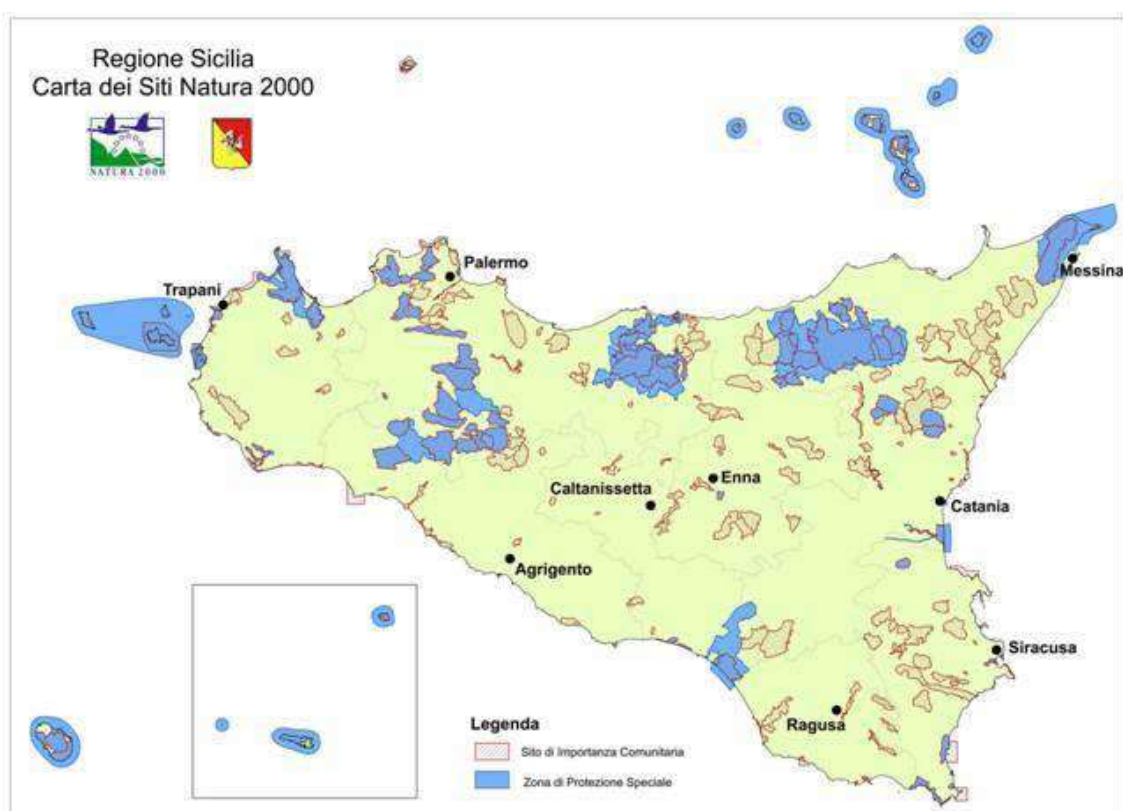 Regione Sicilia
Carta dei Siti Natura 2000
NATURA 2000
Palermo
Trapani
Messina
Enna
Caltanissetta
Catania
Agrigento
Siracusa
Ragusa
Legenda
Sito di Importanza Comunitaria
Zona di Protezione Speciale